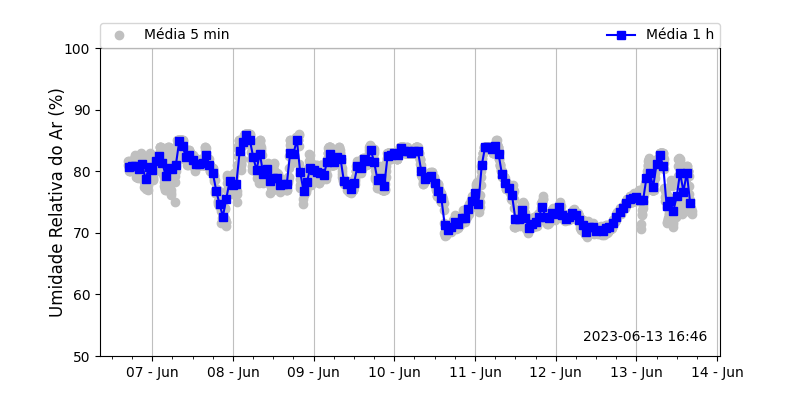 Média 5 min Média 1 h
Umidade Relativa do Ar (%)
100
90
80
70
60
50
2023-06-13 16:46
07 - Jun 08 - Jun 09 - Jun 10 - Jun 11 - Jun 12 - Jun 13 - Jun 14 - Jun